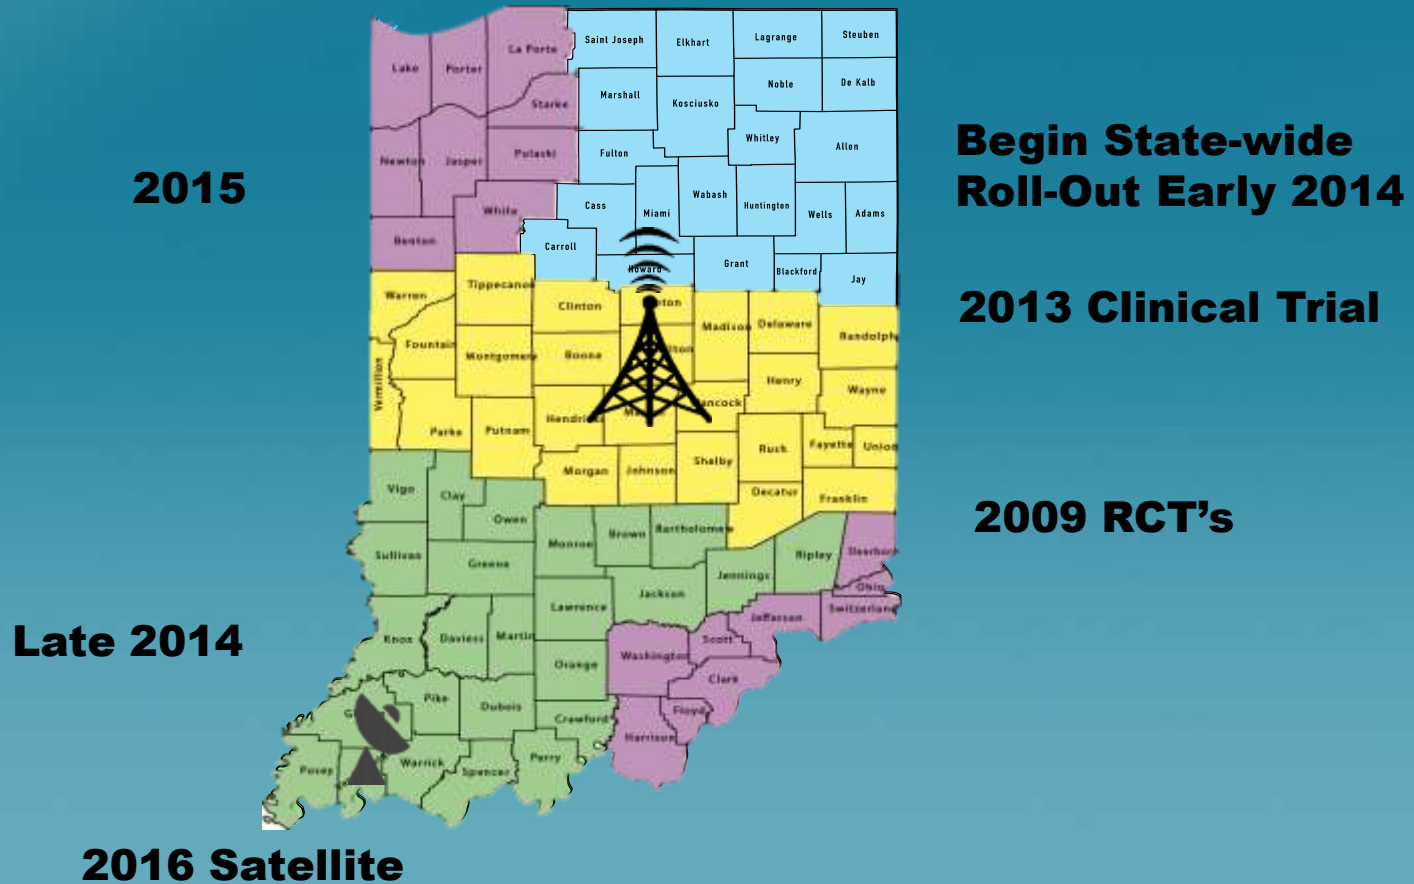 Saint Joseph
Elkhart
Lagrange
Steuben
La Porte
Lake
Porter
Noble
De Kalb
Marshall
Kosciusko
Starke
Begin State-wide
Roll-Out Early 2014
Whitley
Allen
Fulton
Pulaski
Newton
Jasper
2015
Wabash
Cass
Miami
Huntington
Wells
Adams
White
Benton
Carroll
Howard
Grant
Blackford
Jay
Tippecanoe
Warren
Clinton
ton
2013 Clinical Trial
Madison
Delaware
Randolph
Fountain
Montgomery
Boone
lton
Vermillion
Henry
Wayne
ancock
Hendricks
Parke
Putnam
Rush
Fayette
Union
Shelby
Morgan
Johnson
Decatur
Franklin
Vigo
Clay
Owen
2009 RCT’s
Brown
Bartholomew
Monroe
Sullivan
Greene
Ripley
Dearborn
Jennings
Ohio
Jackson
Lawrence
Jefferson
Switzerland
Late 2014
Knox
Daviess
Martin
Scott
Washington
Orange
Clark
Pike
Dubois
Crawford
Floyd
Harrison
G
Posey
Warrick
Spencer
Perry
2016 Satellite